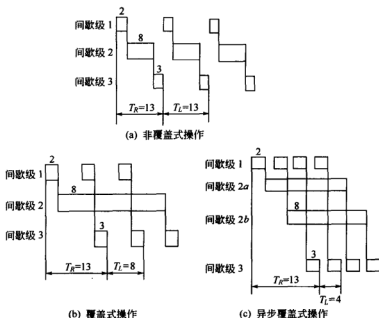 2
间歇级 1
8
间歇级 2
3
间歇级 3
T_R=13 T_L=13
(a) 非覆盖式操作
2
间歇级 1
8
间歇级 2
3
间歇级 3
T_R=13 T_L=8
(b) 覆盖式操作
2
间歇级 1
间歇级 2a
8
间歇级 2b
3
间歇级 3
T_R=13
T_L=4
(c) 异步覆盖式操作